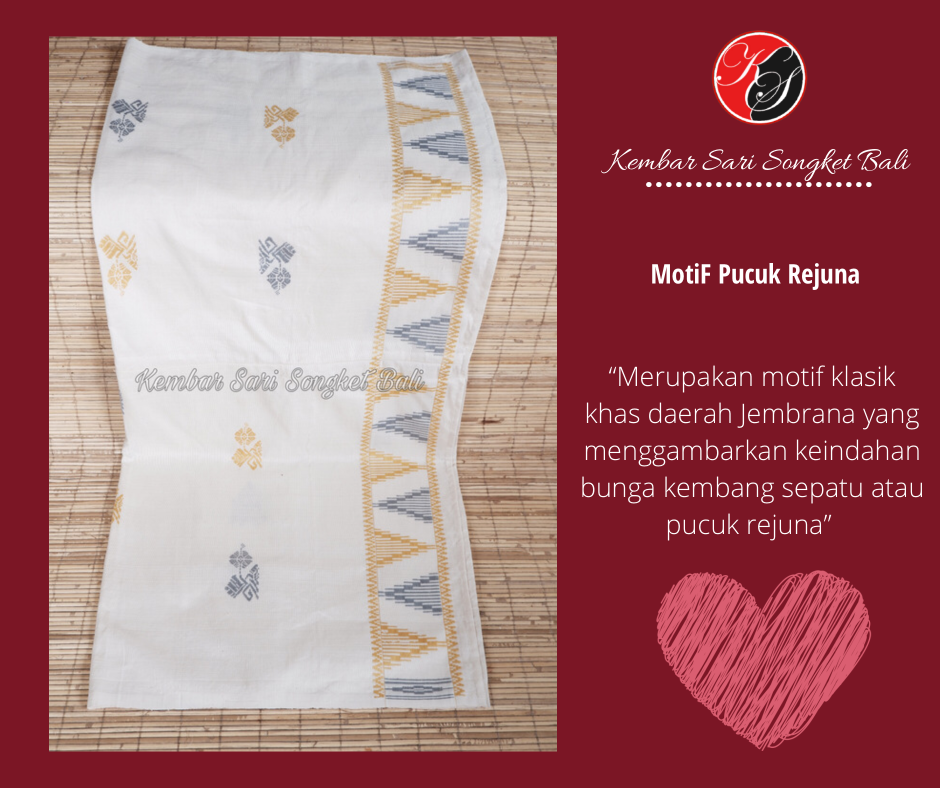 KS
Kembar Sari Songket Bali
MotiF Pucuk Rejuna
“Merupakan motif klasik
khas daerah Jembrana yang
menggambarkan keindahan
bunga kembang sepatu atau
pucuk rejuna”
Kembar Sari Songket Bali